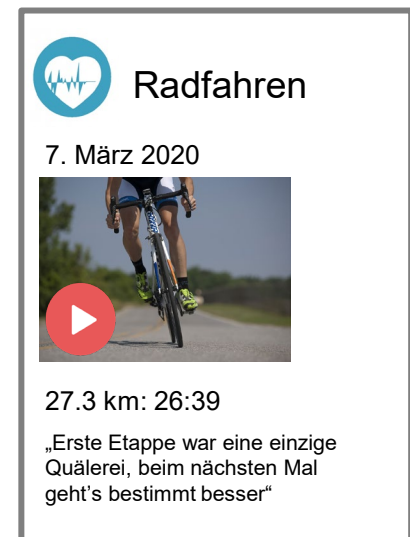 Radfahren
7. März 2020
27.3 km: 26:39
„Erste Etappe war eine einzige
Quälerei, beim nächsten Mal
geht's bestimmt besser“